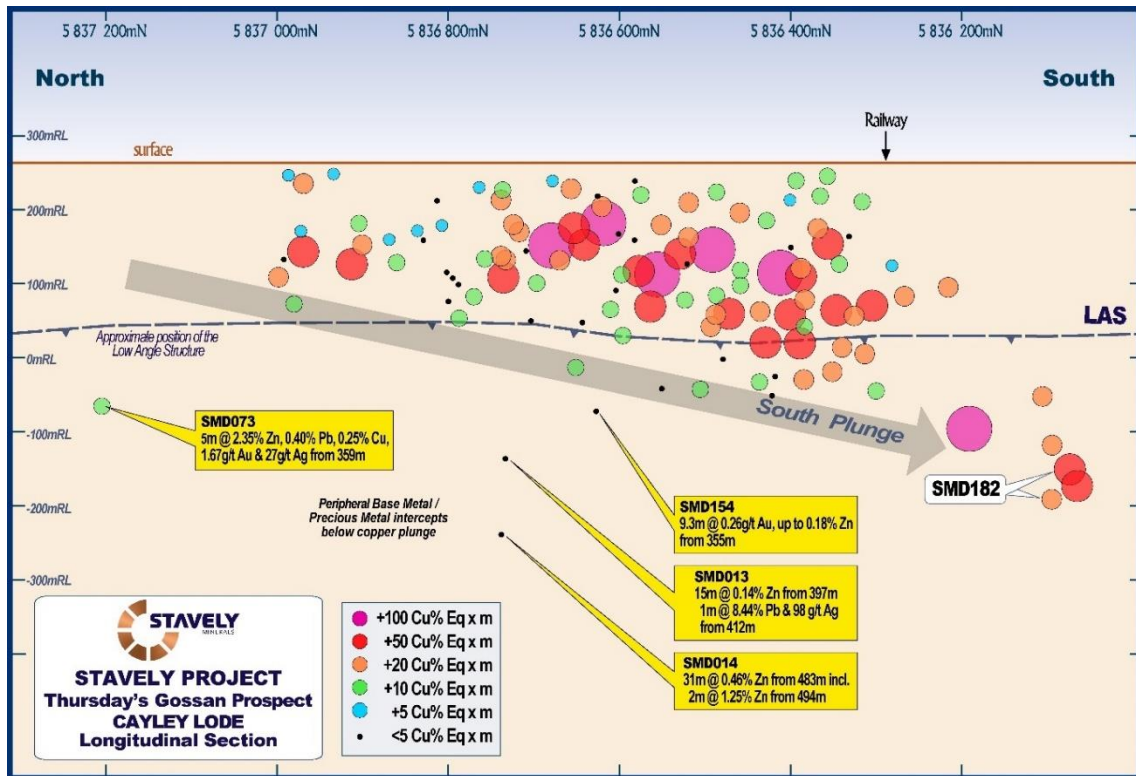 5 837 200mN
5 837 000mN
5 836 800mN
5 836 600mN
5 836 400mN
5 836 200mN
North
South
Railway
300mRL
surface
200mRL
100mRL
LAS
Approximate position of the
Low Angle Structure
0mRL
South Plunge
-100mRL
SMD073
5m @ 2.35% Zn, 0.40% Pb, 0.25% Cu,
1.67g/t Au & 27g/t Ag from 359m
SMD182
-200mRL
Peripheral Base Metal /
Precious Metal intercepts
below copper plunge
SMD154
9.3m @ 0.26g/t Au, up to 0.18% Zn
from 355m
SMD013
15m @ 0.14% Zn from 397m
1m @ 8.44% Pb & 98 g/t Ag
from 412m
SMD014
31m @ 0.46% Zn from 483m incl.
2m @ 1.25% Zn from 494m
-300mRL
STAVELY
MINERALS
STAVELY PROJECT
Thursday's Gossan Prospect
CAYLEY LODE
Longitudinal Section
+100 Cu% Eq x m
+50 Cu% Eq x m
+20 Cu% Eq x m
+10 Cu% Eq x m
+5 Cu% Eq x m
<5 Cu% Eq x m